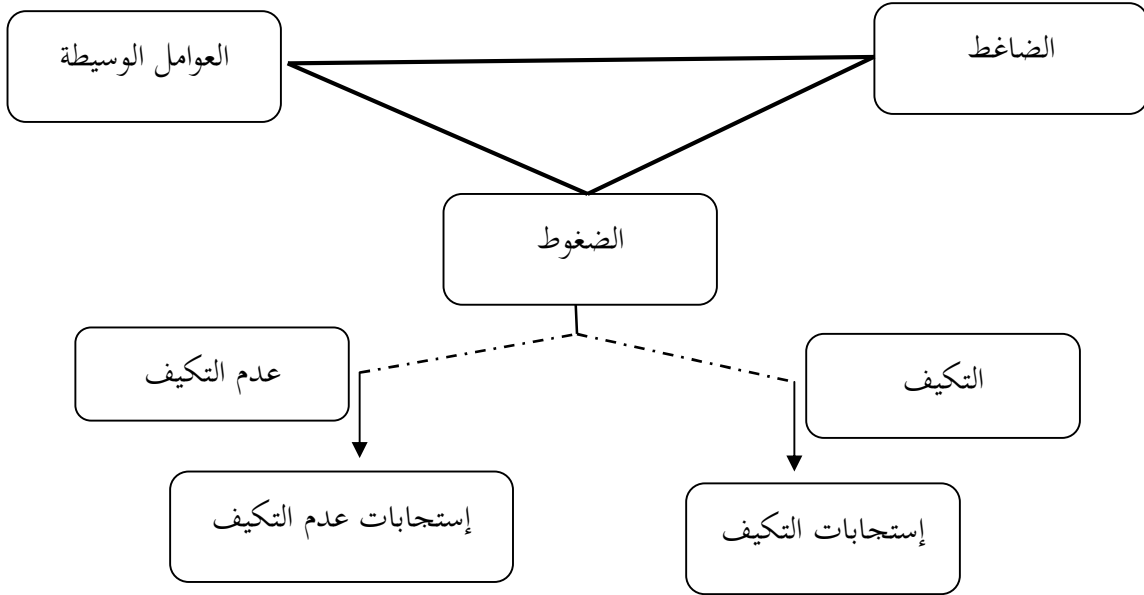 الضاغط
العوامل الوسيطة
الضغوط
التكيف
عدم التكيف
إستجابات التكيف
إستجابات عدم التكيف